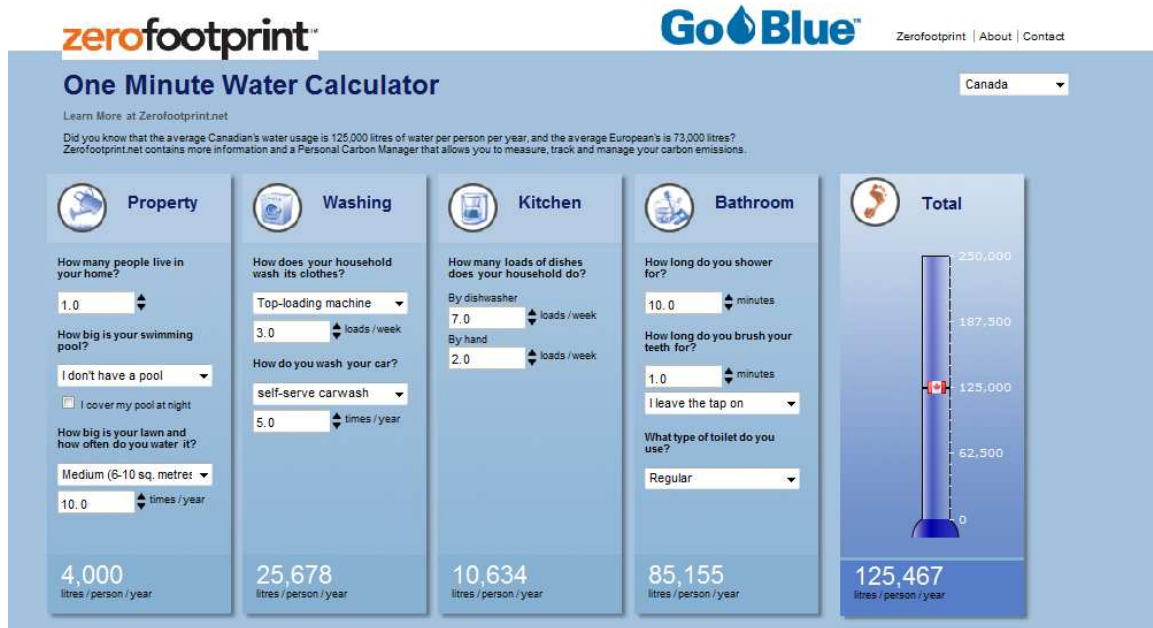 zerofootprint™
Go Blue™
Zerofootprint | About | Contact
One Minute Water Calculator
Canada
Learn More at Zerofootprint.net
Did you know that the average Canadian's water usage is 125,000 litres of water per person per year, and the average European's is 73,000 litres?
Zerofootprint.net contains more information and a Personal Carbon Manager that allows you to measure, track and manage your carbon emissions.
Property
How many people live in
your home?
1.0
How big is your swimming
pool?
I don't have a pool
I cover my pool at night
How big is your lawn and
how often do you water it?
Medium (6-10 sq. metres
10.0 times / year
4,000
litres / person / year
Washing
How does your household
wash its clothes?
Top-loading machine
3.0 loads / week
How do you wash your car?
self-serve carwash
5.0 times / year
25,678
litres / person / year
Kitchen
How many loads of dishes
does your household do?
By dishwasher
7.0 loads / week
By hand
2.0 loads / week
10,634
litres / person / year
Bathroom
How long do you shower
for?
10.0 minutes
How long do you brush your
teeth for?
1.0 minutes
I leave the tap on
What type of toilet do you
use?
Regular
85,155
litres / person / year
Total
250,000
187,500
125,000
62,500
0
125,467
litres / person / year